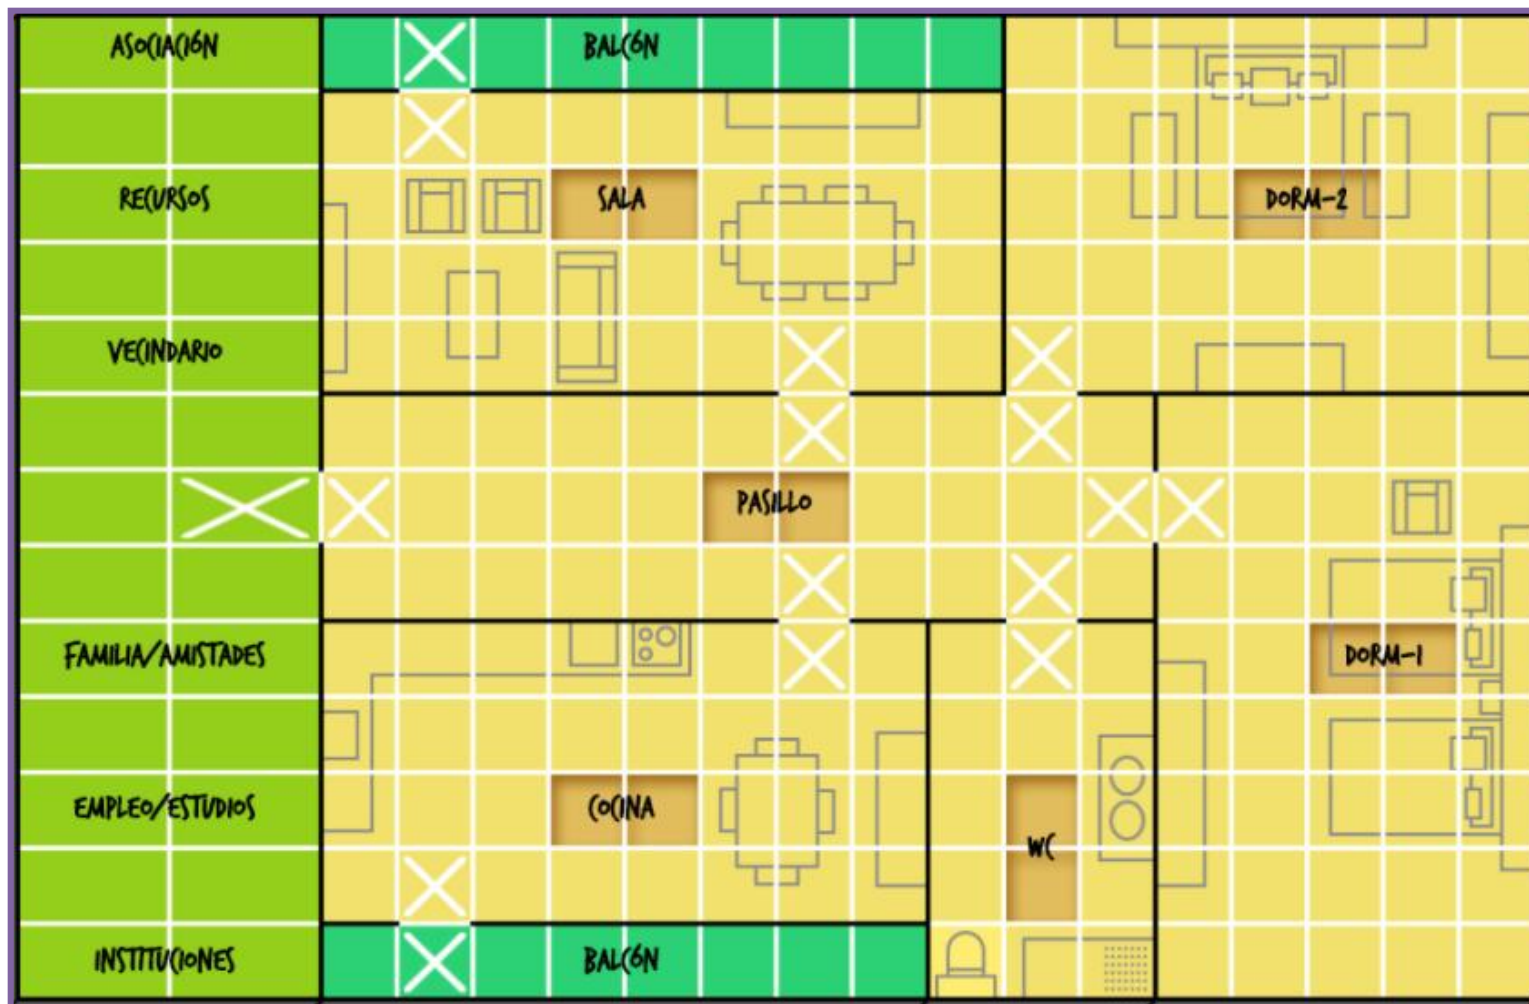 ASOCIACIÓN
BALCÓN
RECURSOS
SALA
DORM-2
VECINDARIO
PASILLO
FAMILIA/AMISTADES
DORM-1
EMPLEO/ESTUDIOS
COCINA
WC
INSTITUCIONES
BALCÓN